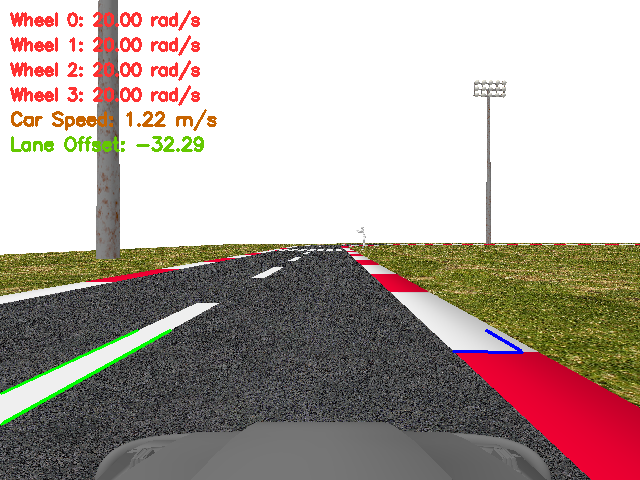 Wheel 0: 20.00 rad/s
Wheel 1: 20.00 rad/s
Wheel 2: 20.00 rad/s
Wheel 3: 20.00 rad/s
Car Speed: 1.22 m/s
Lane Offset: -32.29